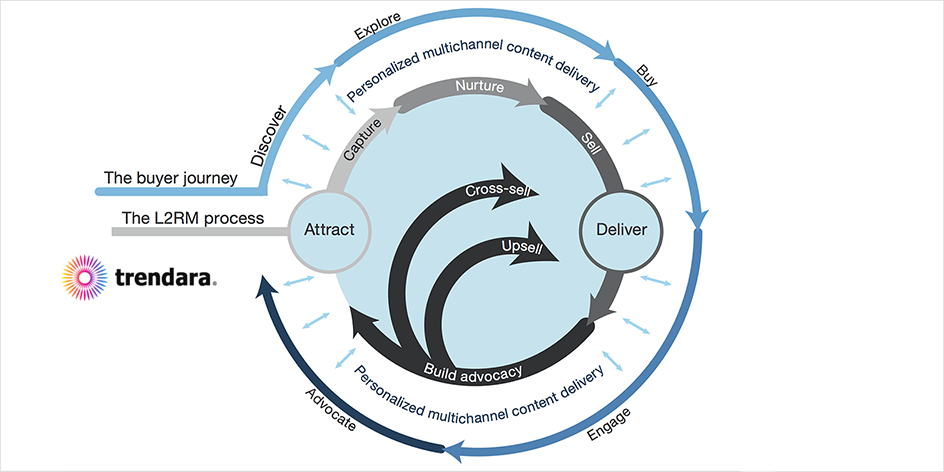 Explore
Personalized multichannel content delivery
Buy
Discover
Nurture
Capture
Sell
The buyer journey
Cross-sell
The L2RM process
Attract
Deliver
Upsell
trendara.
Build advocacy
Personalized multichannel content delivery
Advocate
Engage